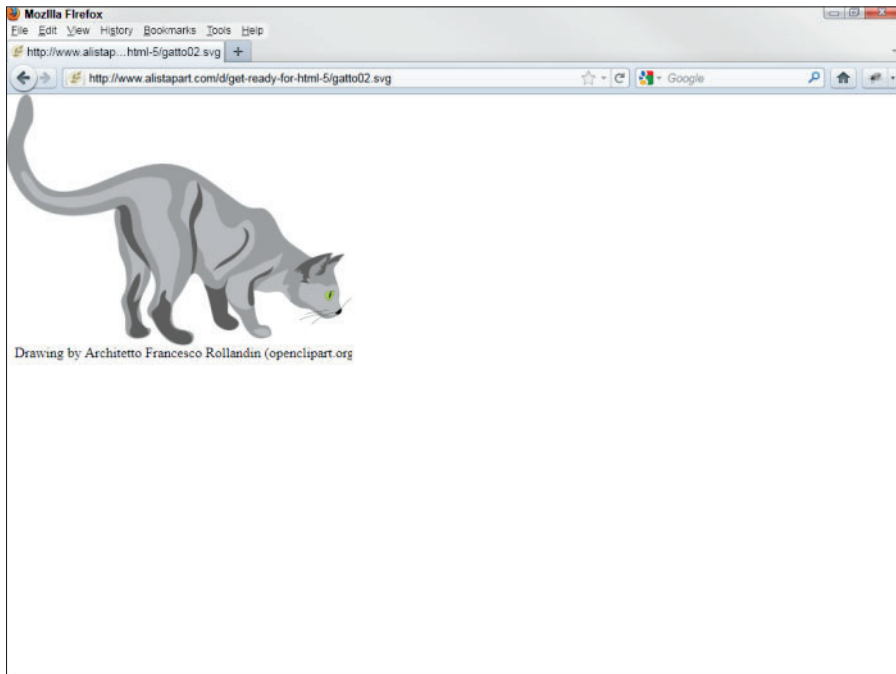 Mozilla Firefox
File Edit View History Bookmarks Tools Help
http://www.alistap...html-5/gatto02.svg +
http://www.alistapart.com/d/get-ready-for-html-5/gatto02.svg Google
Drawing by Architetto Francesco Rollandin (openclipart.org